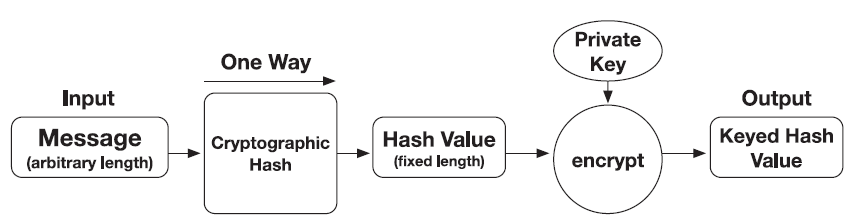 Private
Key
One Way
Input
Output
Message
(arbitrary length)
Cryptographic
Hash
Hash Value
(fixed length)
encrypt
Keyed Hash
Value